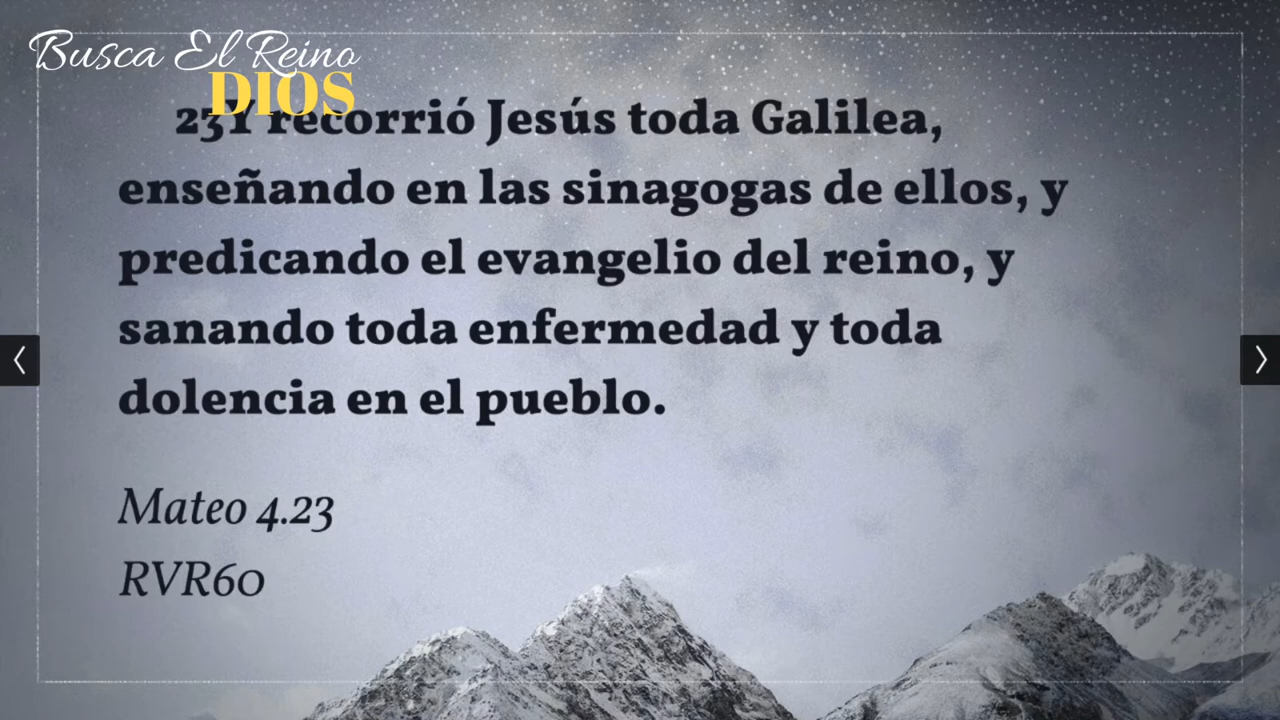 Busca El Reino
DIOS
23Y recorrió Jesús toda Galilea,
enseñando en las sinagogas de ellos, y
predicando el evangelio del reino, y
sanando toda enfermedad y toda
dolencia en el pueblo.
Mateo 4.23
RVR60